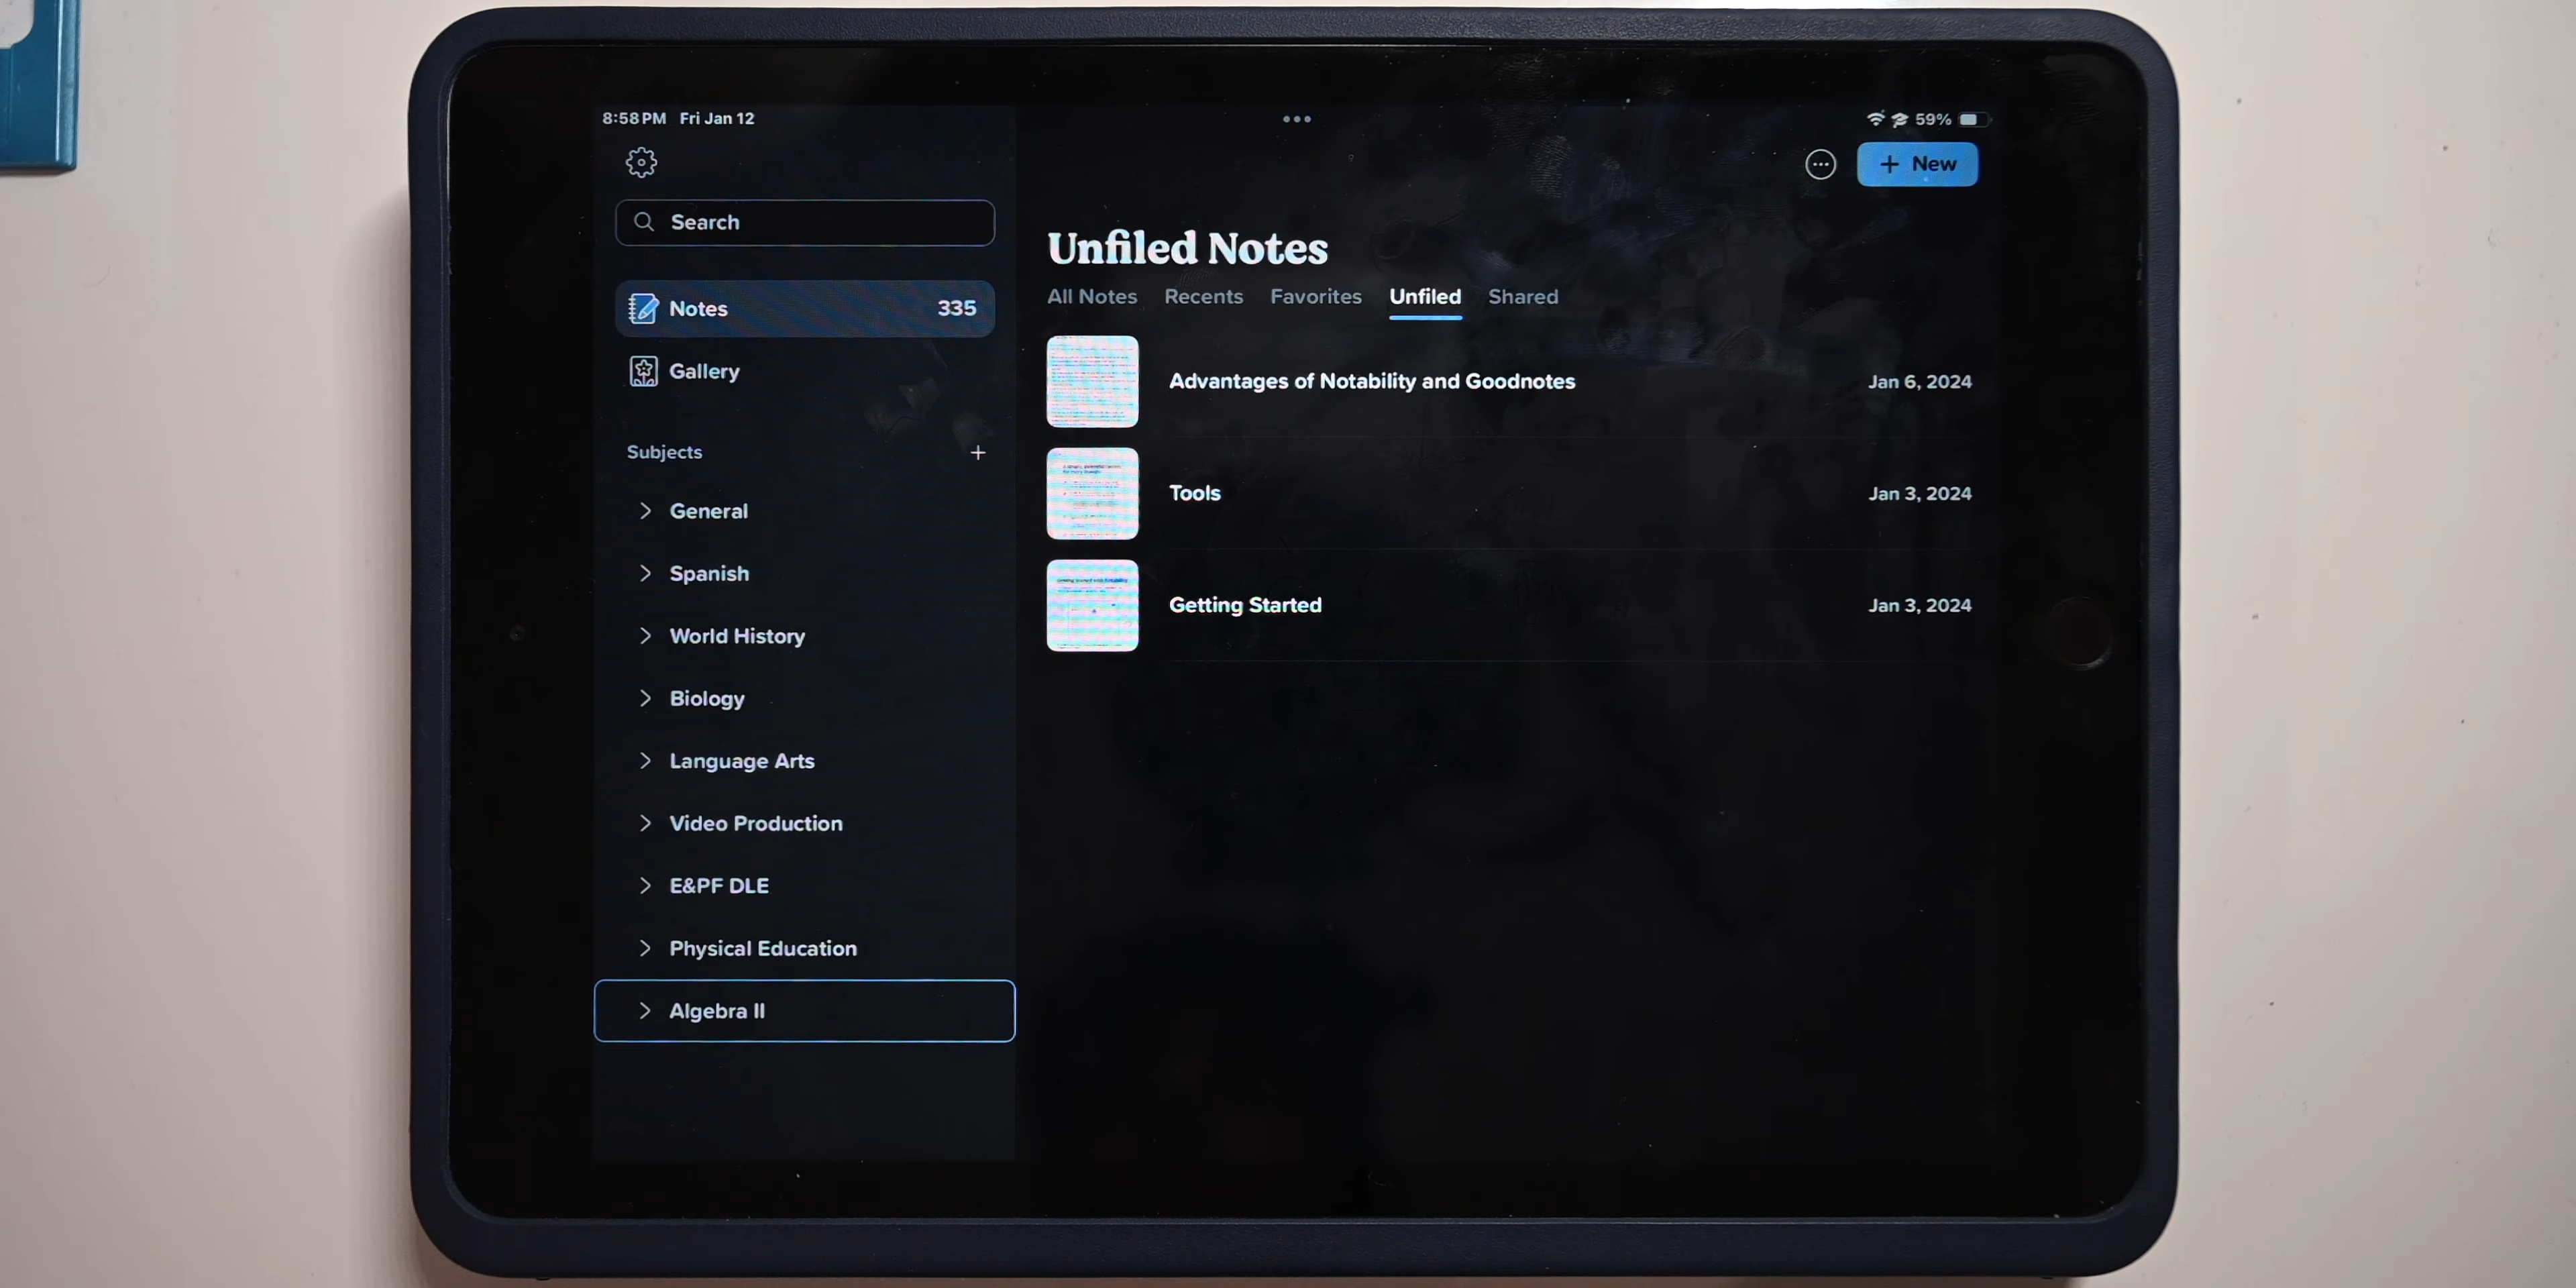 8:58 PM Fri Jan 12
59%
New
Search
Notes 335
Gallery
Subjects
General
Spanish
World History
Biology
Language Arts
Video Production
E&PF DLE
Physical Education
Algebra II
Unfiled Notes
All Notes Recents Favorites Unfiled Shared
Advantages of Notability and Goodnotes Jan 6, 2024
Tools Jan 3, 2024
Getting Started Jan 3, 2024